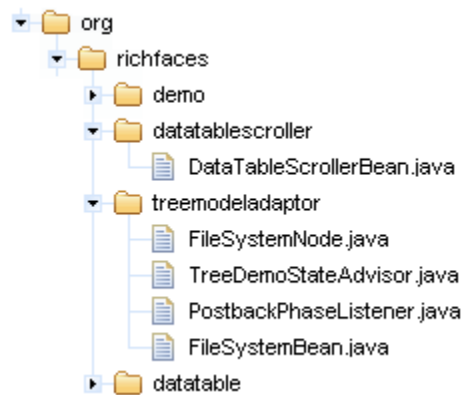 org
richfaces
demo
datatablescroller
DataTableScrollerBean.java
treemodeladaptor
FileSystemNode.java
TreeDemoStateAdvisor.java
PostbackPhaseListener.java
FileSystemBean.java
datatable